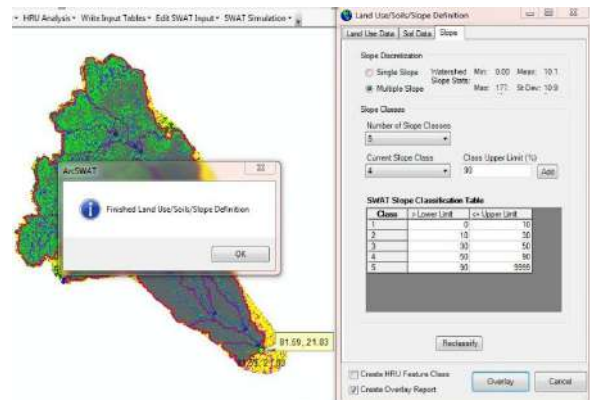 HRU Analysis Write Input Tables Edit SWAT Input SWAT Simulation
ArcSWAT
Finished Land Use/Soils/Slope Definition
OK
81.59, 21.83
Land Use/Soils/Slope Definition
Land Use Data Soil Data Slope
Slope Discretization
Single Slope Watershed Min: 0.00 Mean: 10.1
Multiple Slope Slope Stats: Max: 177. St.Dev: 10.9
Slope Classes
Number of Slope Classes
5
Current Slope Class Class Upper Limit (%)
4 90 Add
SWAT Slope Classification Table
Class > Lower Limit <= Upper Limit
1 0 10
2 10 30
3 30 50
4 50 90
5 90 9999
Reclassify
Create HRU Feature Class
Create Overlay Report
Overlay Cancel